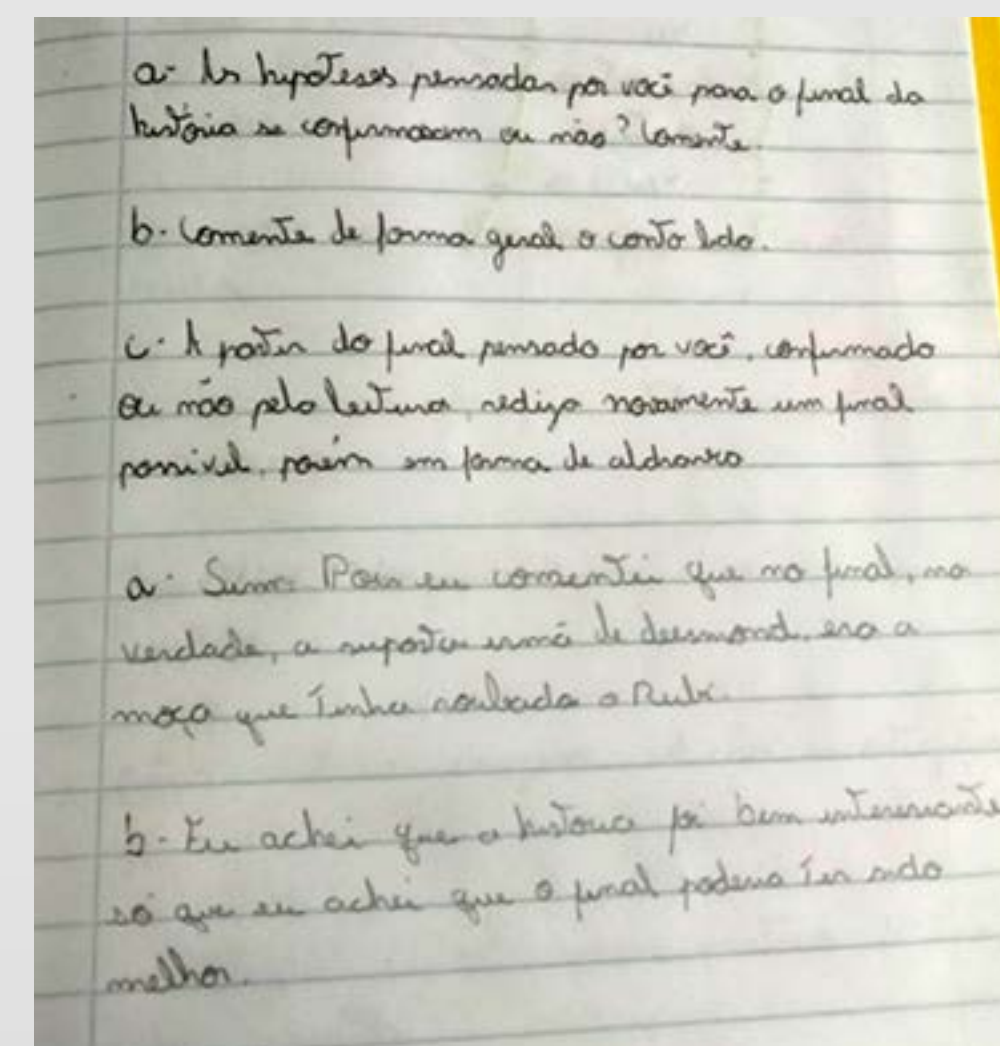 a- As hipoteses pensadas por você para o final da
história se confirmaram ou não? Comente.
b- Comente de forma geral o conto lido.
c- A partir do final pensado por você, confirmado
ou não pela leitura, rediga novamente um final
possível, porém em forma de
a- Sim. Pois eu comentei que no final, na
verdade, a suposta irmã de desmond, era a
moça que tinha roubado o Rubi.
b- Eu achei que a história foi bem interessante
só que eu achei que o final poderia ter sido
melhor.